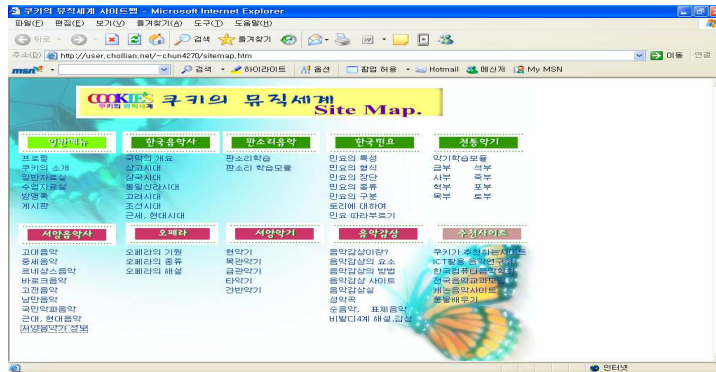 쿠키의 뮤직세계 사이트맵 - Microsoft Internet Explorer
파일(F) 편집(E) 보기(V) 즐겨찾기(A) 도구(T) 도움말(H)
뒤로 검색 즐겨찾기
주소(D) http://user.chollian.net/~chun4270/sitemap.htm 이동 연결
msn 검색 하이라이트 옵션 팝업 허용 Hotmail 메신저 My MSN
COOKIE'S 쿠키의 뮤직세계
쿠키의 뮤직세계
Site Map.
일반메뉴 한국음악사 판소리음악 한국민요 전통악기
프로필 국악의 개요 판소리학습 민요의 특성 악기학습모듈
쿠키의 소개 상고시대 판소리 학습모듈 민요의 형식 금부 석부
일반자료실 삼국시대 민요의 장단 사부 죽부
수업자료실 통일신라시대 민요의 종류 혁부 포부
방명록 고려시대 민요의 구분 목부 토부
게시판 조선시대 토리에 대하여
근세, 현대시대 민요 따라부르기
서양음악사 오페라 서양악기 음악감상 추천사이트
고대음악 오페라의 기원 현악기 음악감상이란? 쿠키가 추천하는사이트
중세음악 오페라의 종류 목관악기 음악감상의 요소 ICT활용 음악연구회
르네상스음악 오페라의 해설 금관악기 음악감상의 방법 한국컴퓨터음악학회
바로크음악 타악기 음악감상 사이트 전국음악교과모임
고전음악 건반악기 음악감상실 캐논음악사이트
낭만음악 성악곡 풍물배우기
국민악파음악 순음악, 표제음악
근대, 현대음악 비발디4계 해설,감상
서양음악가 정보
인터넷